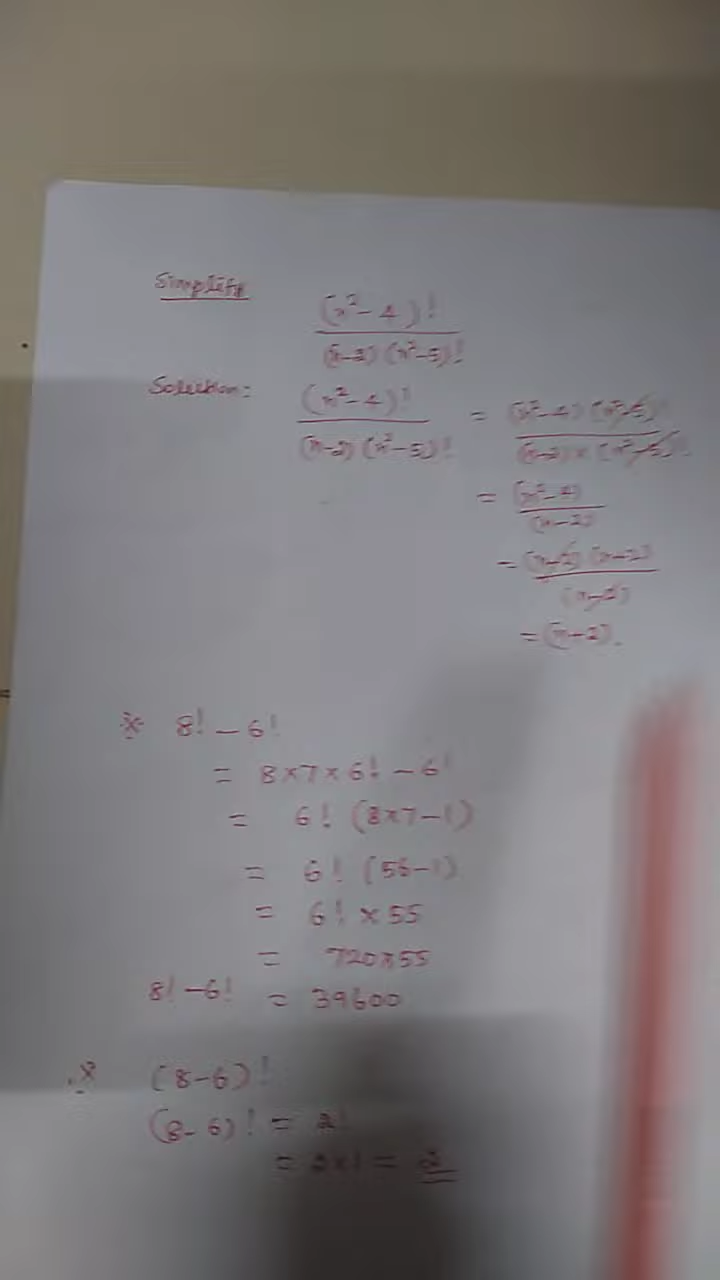 Simplify
(x²-4)!
(x-2)(x²-5)!
Solution: (x²-4)! / (x-2)(x²-5)! = (x²-4)(x²-5)! / (x-2)×(x²-5)!
= (x²-4) / (x-2)
= (x-2)(x+2) / (x-2)
= (x+2).
※ 8! - 6!
= 8×7×6! - 6!
= 6! (8×7-1)
= 6! (56-1)
= 6! × 55
= 720×55
8! - 6! = 39600
※ (8-6)!
(8-6)! = 2!
= 2×1 = 2